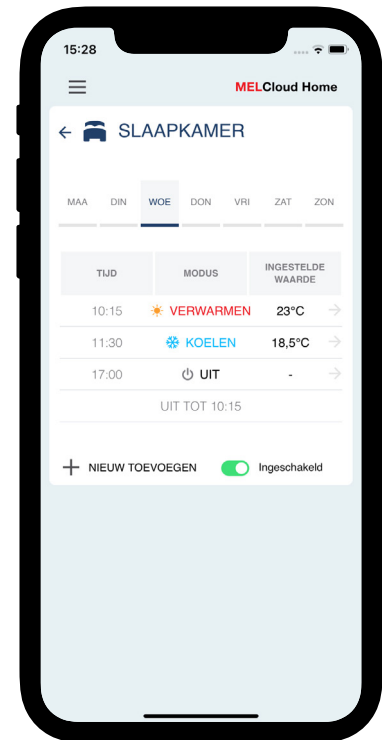 15:28
MELCloud Home
SLAAPKAMER
MAA DIN WOE DON VRI ZAT ZON
TIJD MODUS INGESTELDE WAARDE
10:15 VERWARMEN 23°C
11:30 KOELEN 18,5°C
17:00 UIT -
UIT TOT 10:15
NIEUW TOEVOEGEN Ingeschakeld